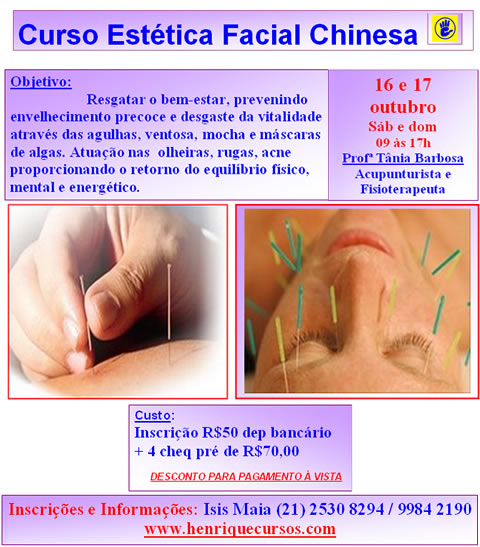 Curso Estética Facial Chinesa
Objetivo:
Resgatar o bem-estar, prevenindo
envelhecimento precoce e desgaste da vitalidade
através das agulhas, ventosa, mocha e máscaras
de algas. Atuação nas  olheiras, rugas, acne
proporcionando o retorno do equilíbrio físico,
mental e energético.
16 e 17
outubro
Sáb e dom
09 às 17h
Profª Tânia Barbosa
Acupunturista e
Fisioterapeuta
Custo:
Inscrição R$50 dep bancário
+ 4 cheq pré de R$70,00
DESCONTO PARA PAGAMENTO À VISTA
Inscrições e Informações: Isis Maia (21) 2530 8294 / 9984 2190
www.henriquecursos.com